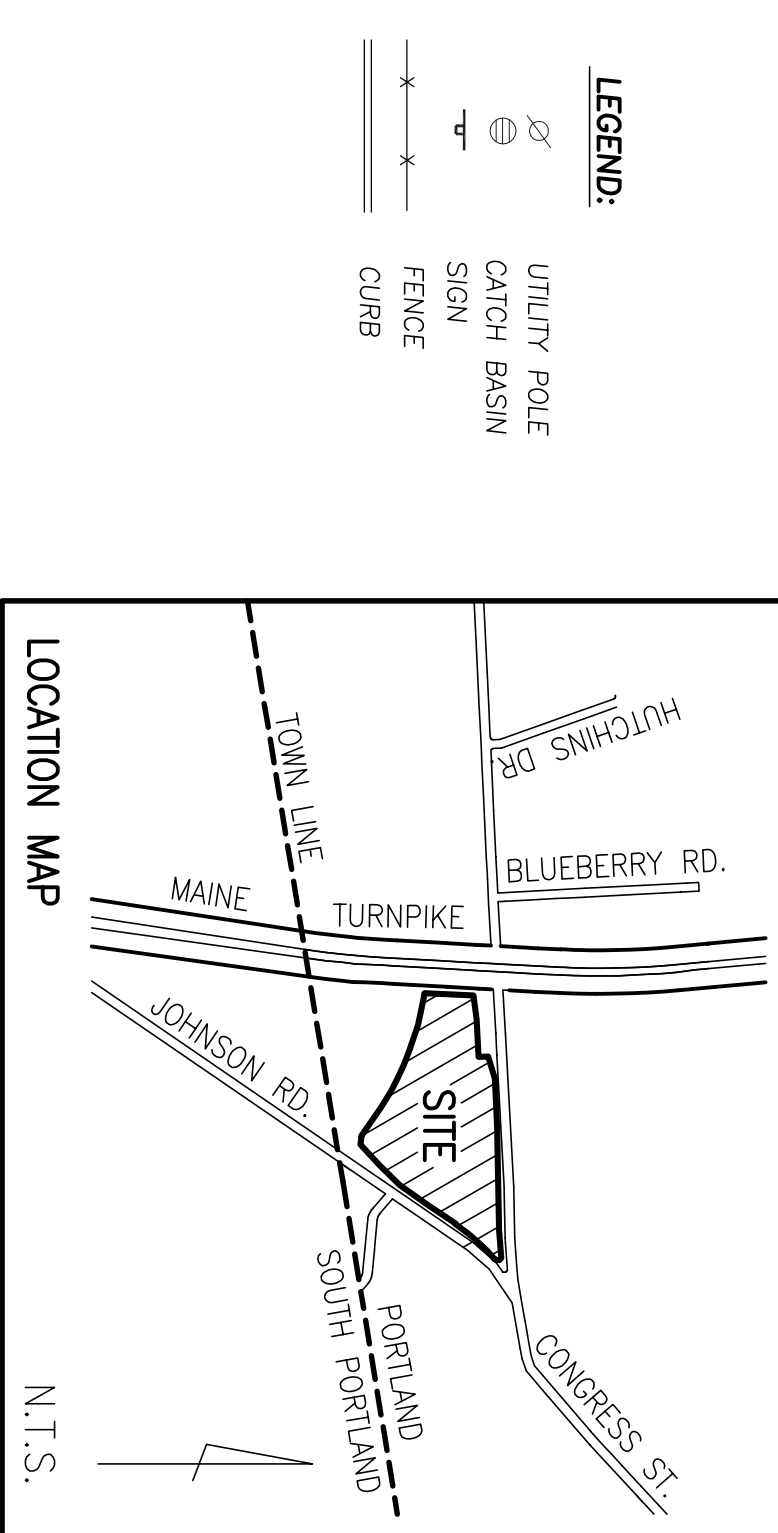 LEGEND:
UTILITY POLE
CATCH BASIN
SIGN
FENCE
CURB
HUTCHINS DR.
BLUEBERRY RD.
CONGRESS ST.
MAINE TURNPIKE
SITE
TOWN LINE
JOHNSON RD.
PORTLAND
SOUTH PORTLAND
LOCATION MAP
N.T.S.